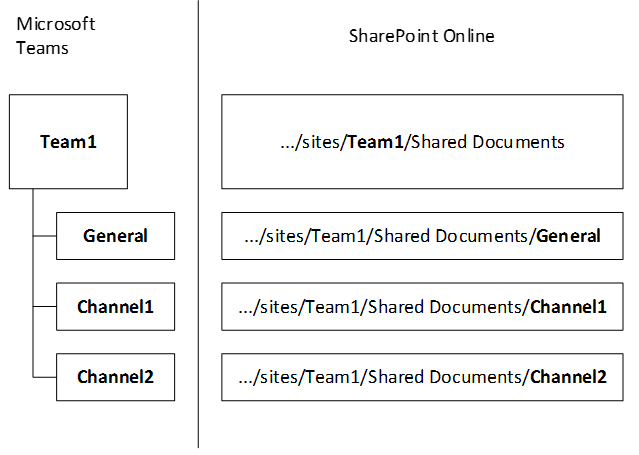 Microsoft
Teams
SharePoint Online
Team1
.../sites/Team1/Shared Documents
General
.../sites/Team1/Shared Documents/General
Channel1
.../sites/Team1/Shared Documents/Channel1
Channel2
.../sites/Team1/Shared Documents/Channel2